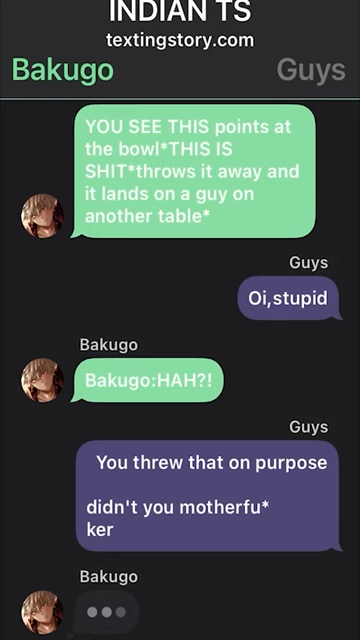 INDIAN TS
textingstory.com
Bakugo
Guys
YOU SEE THIS points at
the bowl*THIS IS
SHIT*throws it away and
it lands on a guy on
another table*
Guys
Oi,stupid
Bakugo
Bakugo:HAH?!
Guys
You threw that on purpose
didn't you motherfu*
ker
Bakugo